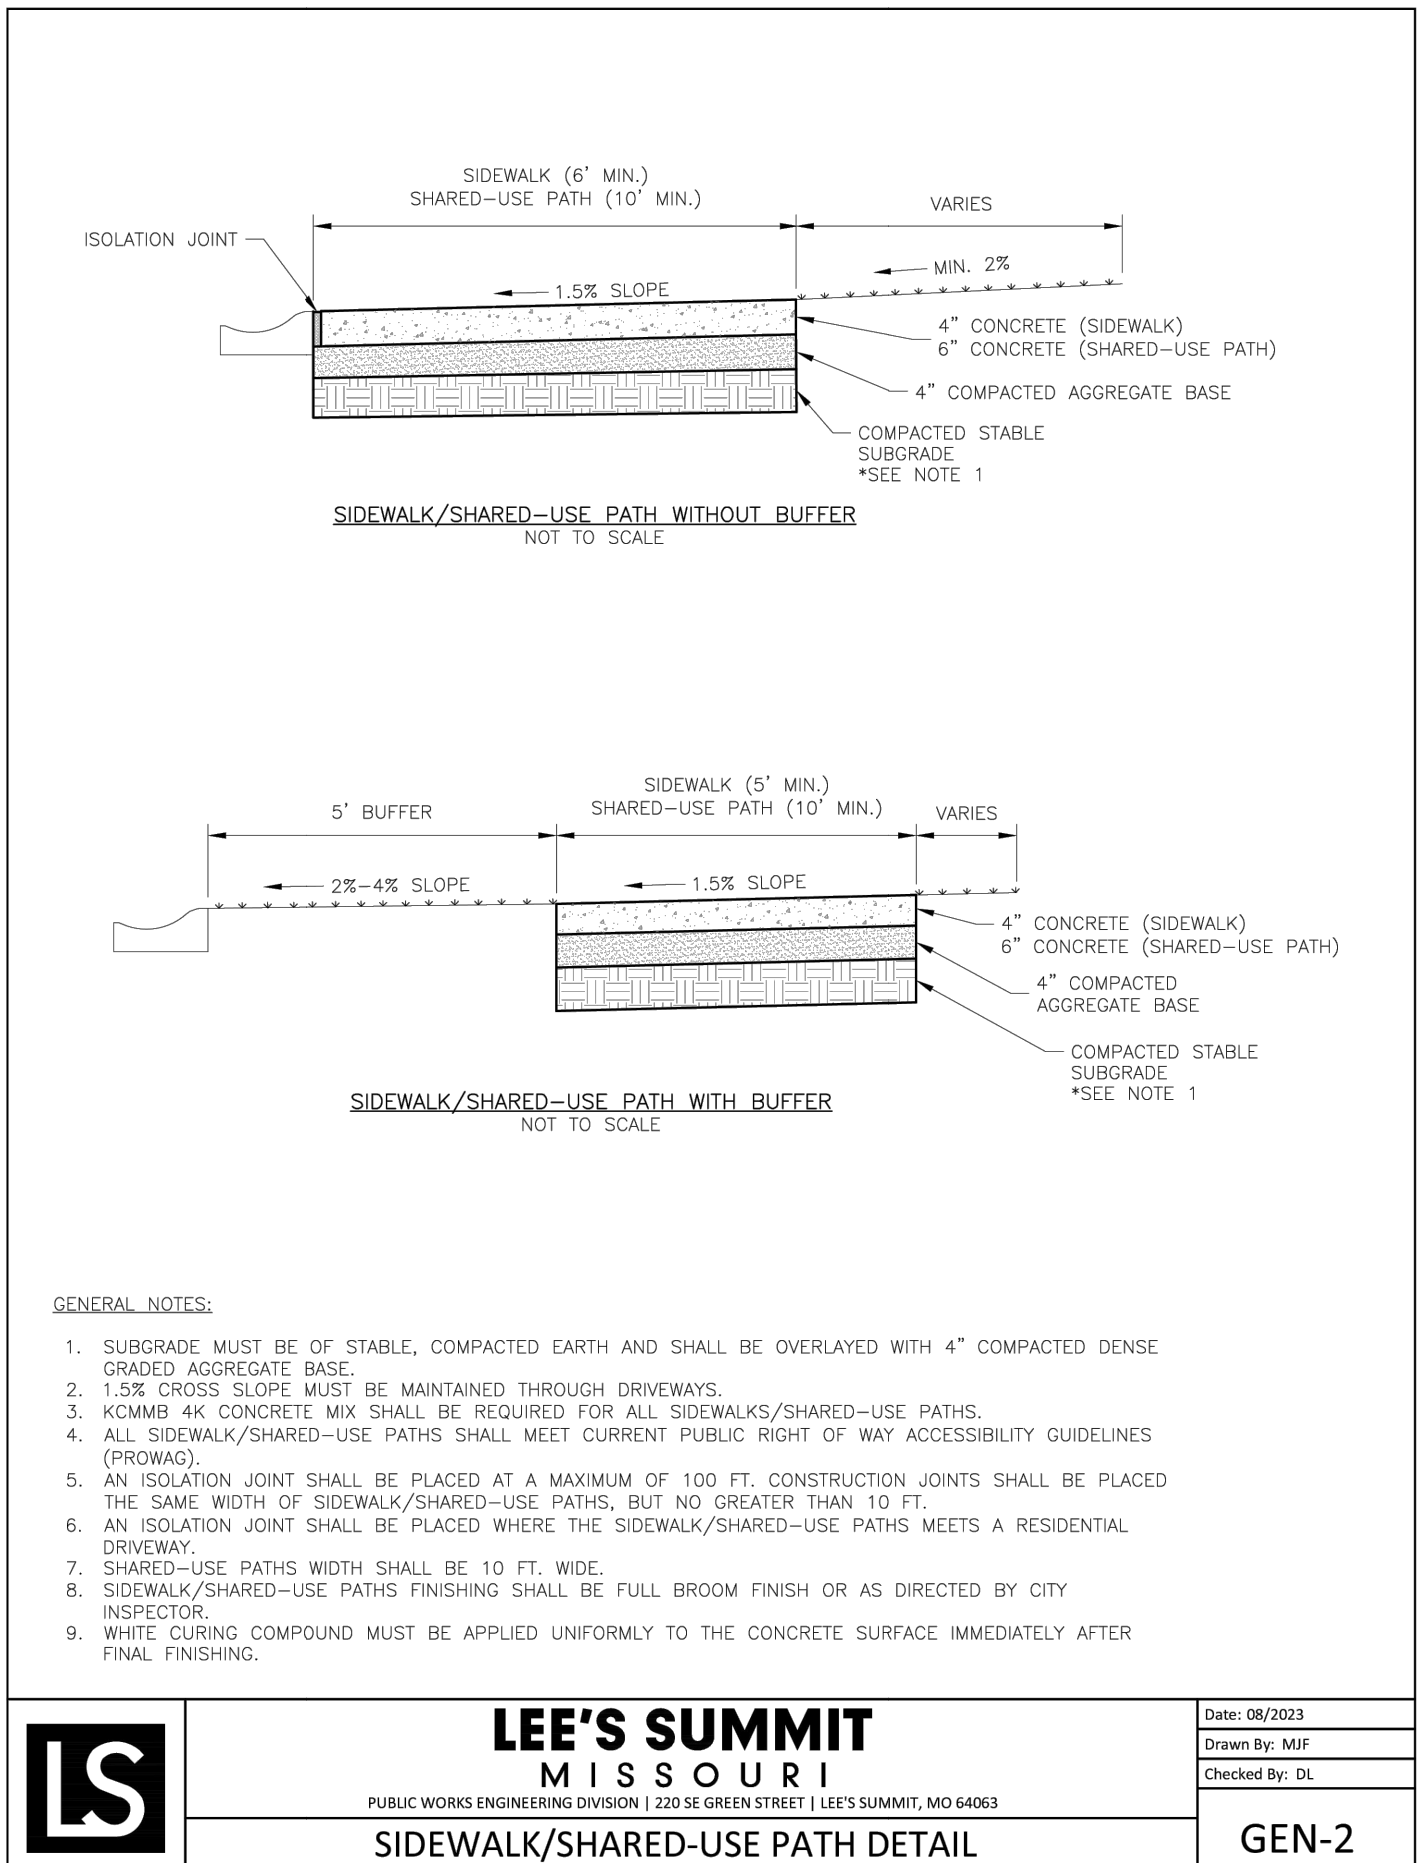 SIDEWALK (6' MIN.)
SHARED-USE PATH (10' MIN.)
VARIES
ISOLATION JOINT
MIN. 2%
1.5% SLOPE
4" CONCRETE (SIDEWALK)
6" CONCRETE (SHARED-USE PATH)
4" COMPACTED AGGREGATE BASE
COMPACTED STABLE
SUBGRADE
*SEE NOTE 1
SIDEWALK/SHARED-USE PATH WITHOUT BUFFER
NOT TO SCALE
SIDEWALK (5' MIN.)
SHARED-USE PATH (10' MIN.)
5' BUFFER
VARIES
2%-4% SLOPE
1.5% SLOPE
4" CONCRETE (SIDEWALK)
6" CONCRETE (SHARED-USE PATH)
4" COMPACTED
AGGREGATE BASE
COMPACTED STABLE
SUBGRADE
*SEE NOTE 1
SIDEWALK/SHARED-USE PATH WITH BUFFER
NOT TO SCALE
GENERAL NOTES:
1. SUBGRADE MUST BE OF STABLE, COMPACTED EARTH AND SHALL BE OVERLAYED WITH 4" COMPACTED DENSE
GRADED AGGREGATE BASE.
2. 1.5% CROSS SLOPE MUST BE MAINTAINED THROUGH DRIVEWAYS.
3. KCMMB 4K CONCRETE MIX SHALL BE REQUIRED FOR ALL SIDEWALKS/SHARED-USE PATHS.
4. ALL SIDEWALK/SHARED-USE PATHS SHALL MEET CURRENT PUBLIC RIGHT OF WAY ACCESSIBILITY GUIDELINES
(PROWAG).
5. AN ISOLATION JOINT SHALL BE PLACED AT A MAXIMUM OF 100 FT. CONSTRUCTION JOINTS SHALL BE PLACED
THE SAME WIDTH OF SIDEWALK/SHARED-USE PATHS, BUT NO GREATER THAN 10 FT.
6. AN ISOLATION JOINT SHALL BE PLACED WHERE THE SIDEWALK/SHARED-USE PATHS MEETS A RESIDENTIAL
DRIVEWAY.
7. SHARED-USE PATHS WIDTH SHALL BE 10 FT. WIDE.
8. SIDEWALK/SHARED-USE PATHS FINISHING SHALL BE FULL BROOM FINISH OR AS DIRECTED BY CITY
INSPECTOR.
9. WHITE CURING COMPOUND MUST BE APPLIED UNIFORMLY TO THE CONCRETE SURFACE IMMEDIATELY AFTER
FINAL FINISHING.
LS
LEE'S SUMMIT
MISSOURI
PUBLIC WORKS ENGINEERING DIVISION | 220 SE GREEN STREET | LEE'S SUMMIT, MO 64063
SIDEWALK/SHARED-USE PATH DETAIL
Date: 08/2023
Drawn By: MJF
Checked By: DL
GEN-2